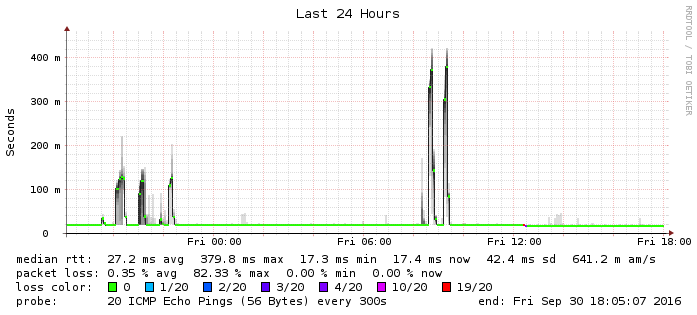 Last 24 Hours
RRDTOOL / TOBI OETIKER
Seconds
400 m
300 m
200 m
100 m
0
Fri 00:00 Fri 06:00 Fri 12:00 Fri 18:00
median rtt: 27.2 ms avg 379.8 ms max 17.3 ms min 17.4 ms now 42.4 ms sd 641.2 m am/s
packet loss: 0.35 % avg 82.33 % max 0.00 % min 0.00 % now
loss color: 0 1/20 2/20 3/20 4/20 10/20 19/20
probe: 20 ICMP Echo Pings (56 Bytes) every 300s end: Fri Sep 30 18:05:07 2016